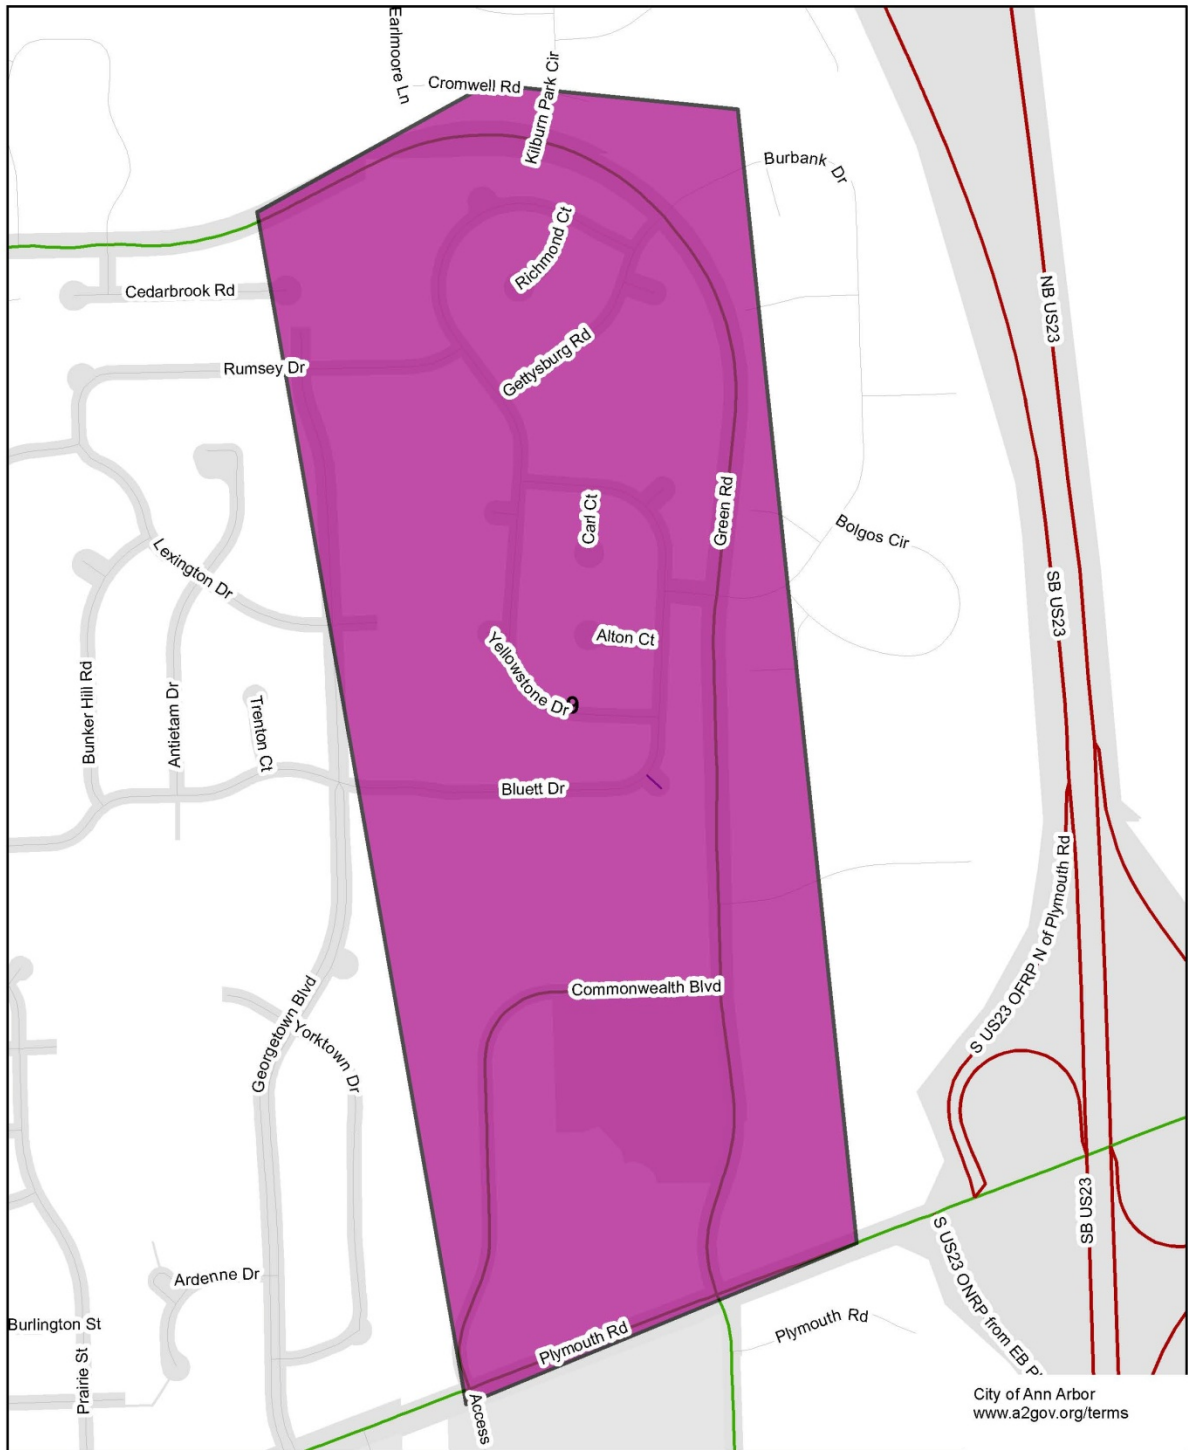 Earlmoore Ln
Cromwell Rd
Kilburn Park Cir
Burbank Dr
Richmond Ct
Cedarbrook Rd
NB US23
Gettysburg Rd
Rumsey Dr
Carl Ct
Green Rd
Bolgos Cir
Lexington Dr
SB US23
Alton Ct
Yellowstone Dr
9
Bunker Hill Rd
Antietam Dr
Trenton Ct
Bluett Dr
S US23 OFRP N of Plymouth Rd
Commonwealth Blvd
Georgetown Blvd
Yorktown Dr
SB US23
Ardenne Dr
S US23 ONRP from EB
Burlington St
Prairie St
Plymouth Rd
Plymouth Rd
Access
City of Ann Arbor
www.a2gov.org/terms